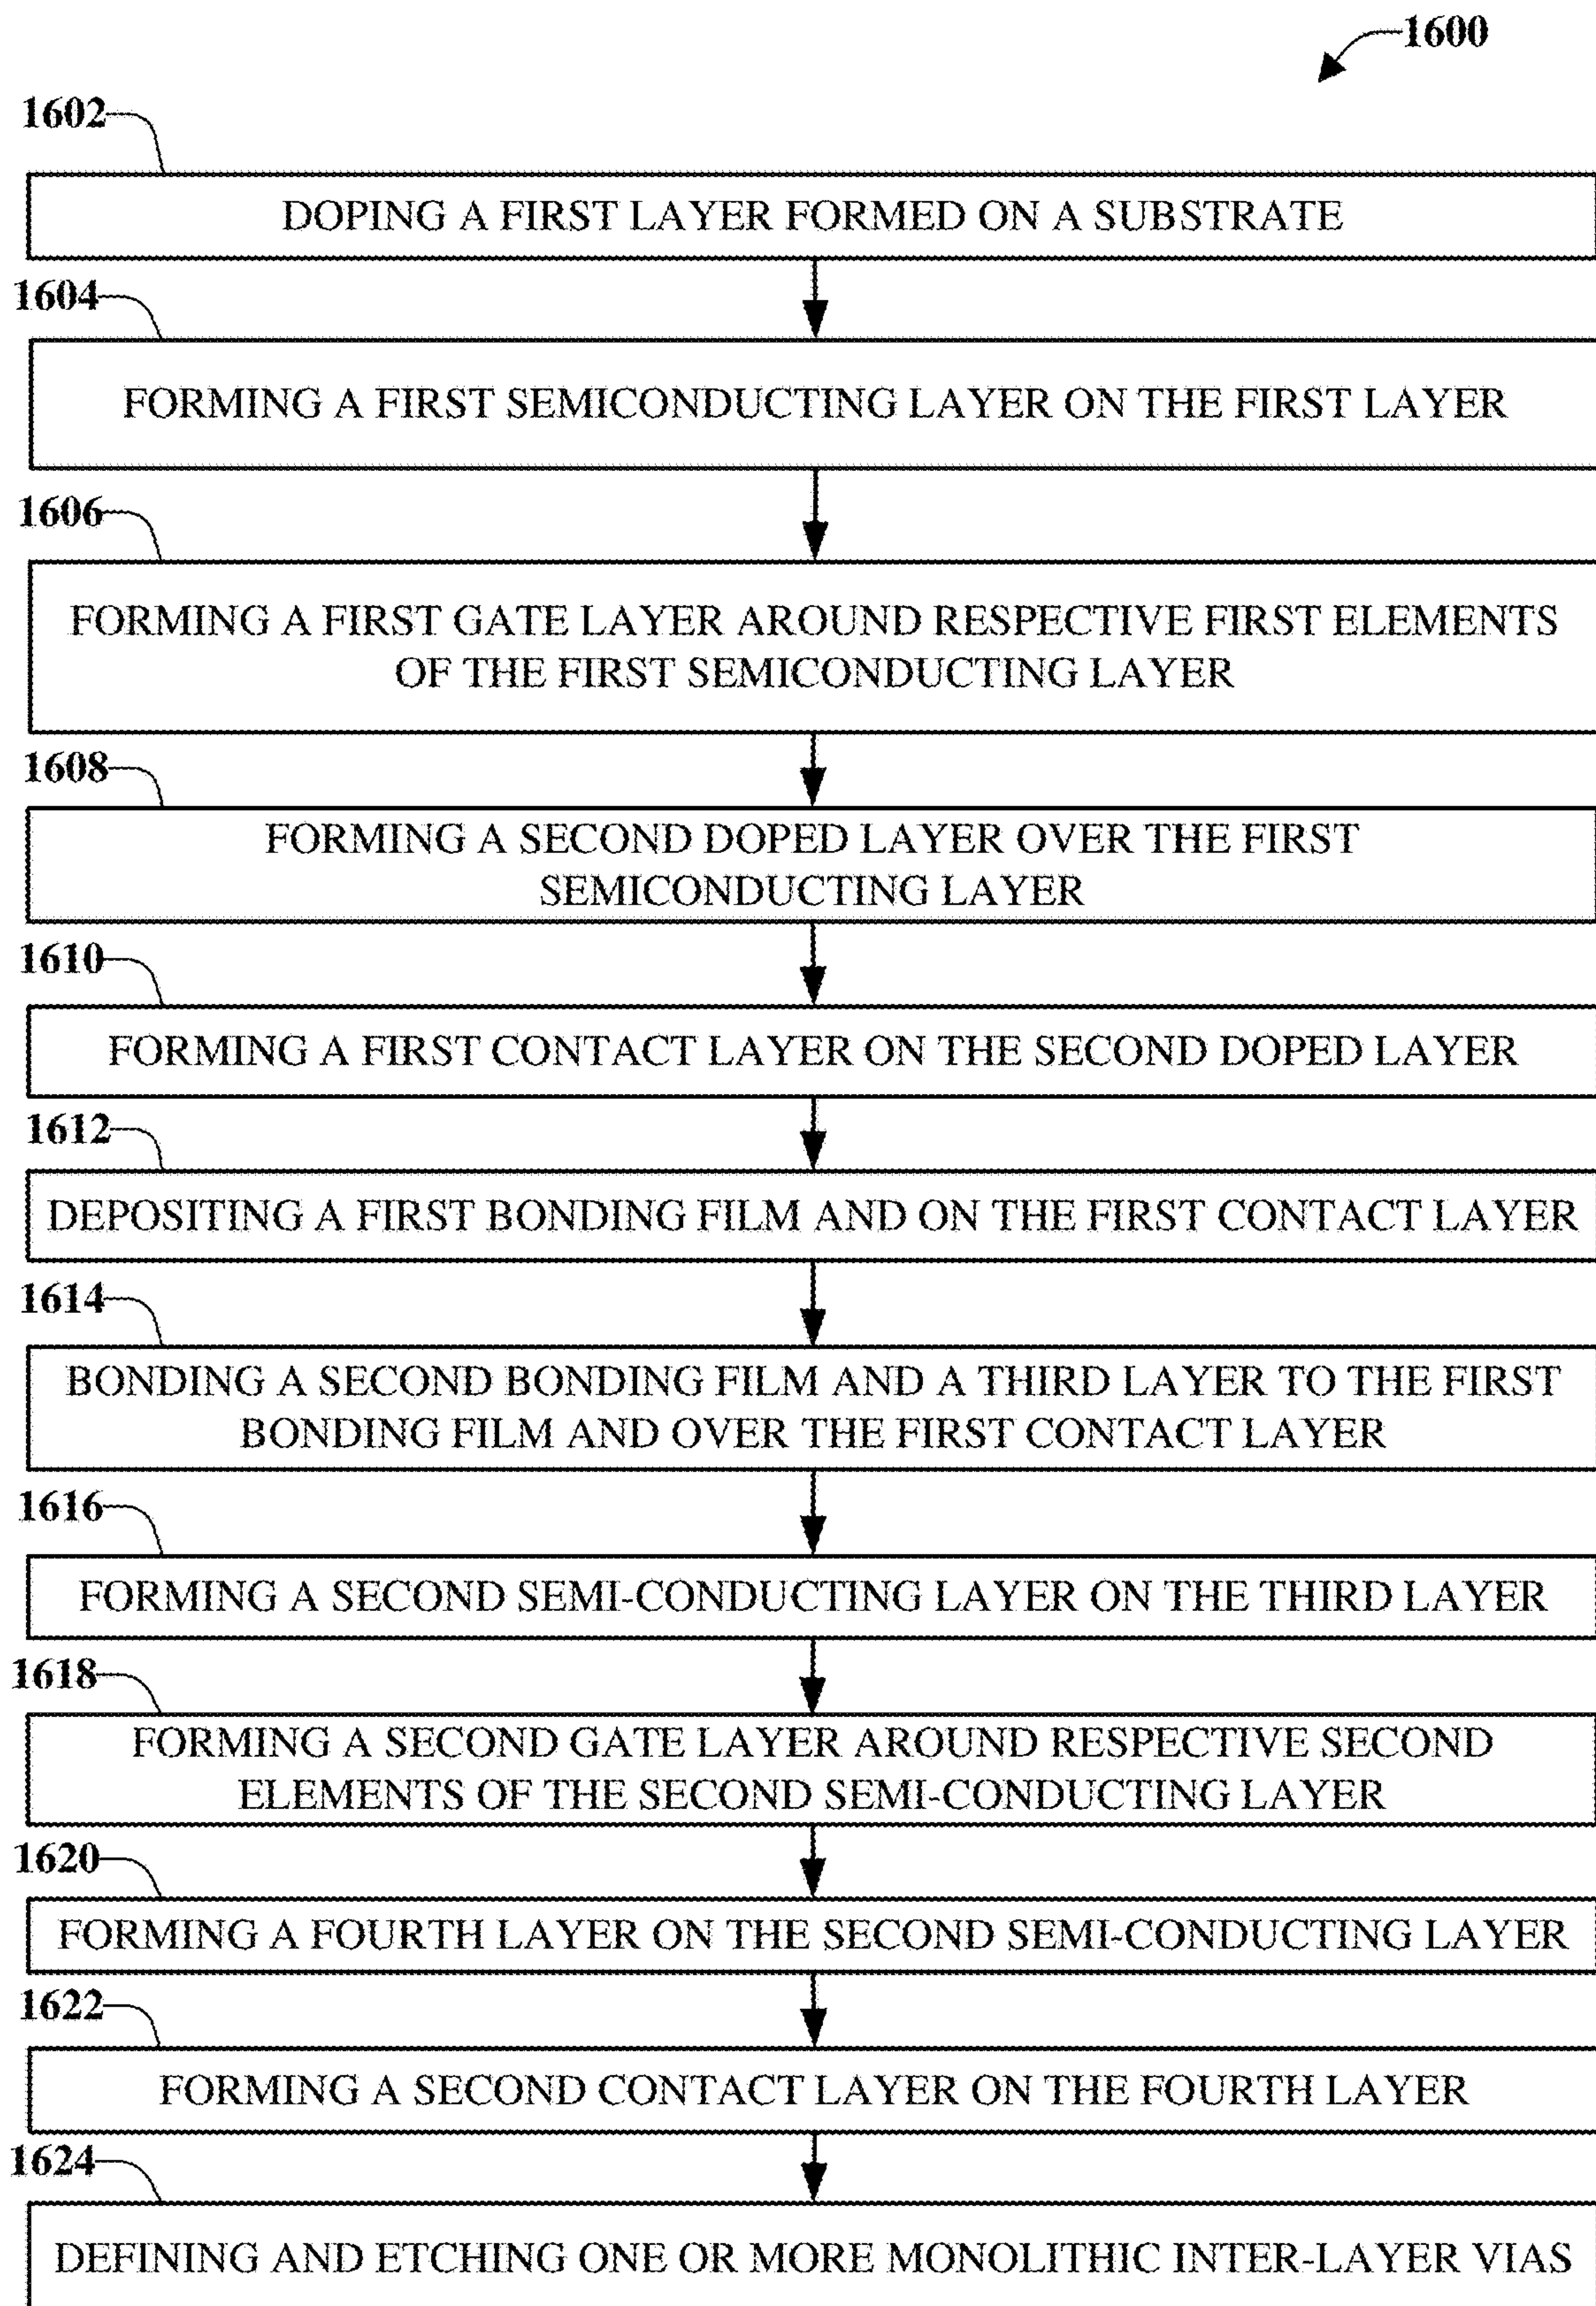 1600
1602
DOPING A FIRST LAYER FORMED ON A SUBSTRATE
1604
FORMING A FIRST SEMICONDUCTING LAYER ON THE FIRST LAYER
1606
FORMING A FIRST GATE LAYER AROUND RESPECTIVE FIRST ELEMENTS
OF THE FIRST SEMICONDUCTING LAYER
1608
FORMING A SECOND DOPED LAYER OVER THE FIRST
SEMICONDUCTING LAYER
1610
FORMING A FIRST CONTACT LAYER ON THE SECOND DOPED LAYER
1612
DEPOSITING A FIRST BONDING FILM AND ON THE FIRST CONTACT LAYER
1614
BONDING A SECOND BONDING FILM AND A THIRD LAYER TO THE FIRST
BONDING FILM AND OVER THE FIRST CONTACT LAYER
1616
FORMING A SECOND SEMI-CONDUCTING LAYER ON THE THIRD LAYER
1618
FORMING A SECOND GATE LAYER AROUND RESPECTIVE SECOND
ELEMENTS OF THE SECOND SEMI-CONDUCTING LAYER
1620
FORMING A FOURTH LAYER ON THE SECOND SEMI-CONDUCTING LAYER
1622
FORMING A SECOND CONTACT LAYER ON THE FOURTH LAYER
1624
DEFINING AND ETCHING ONE OR MORE MONOLITHIC INTER-LAYER VIAS